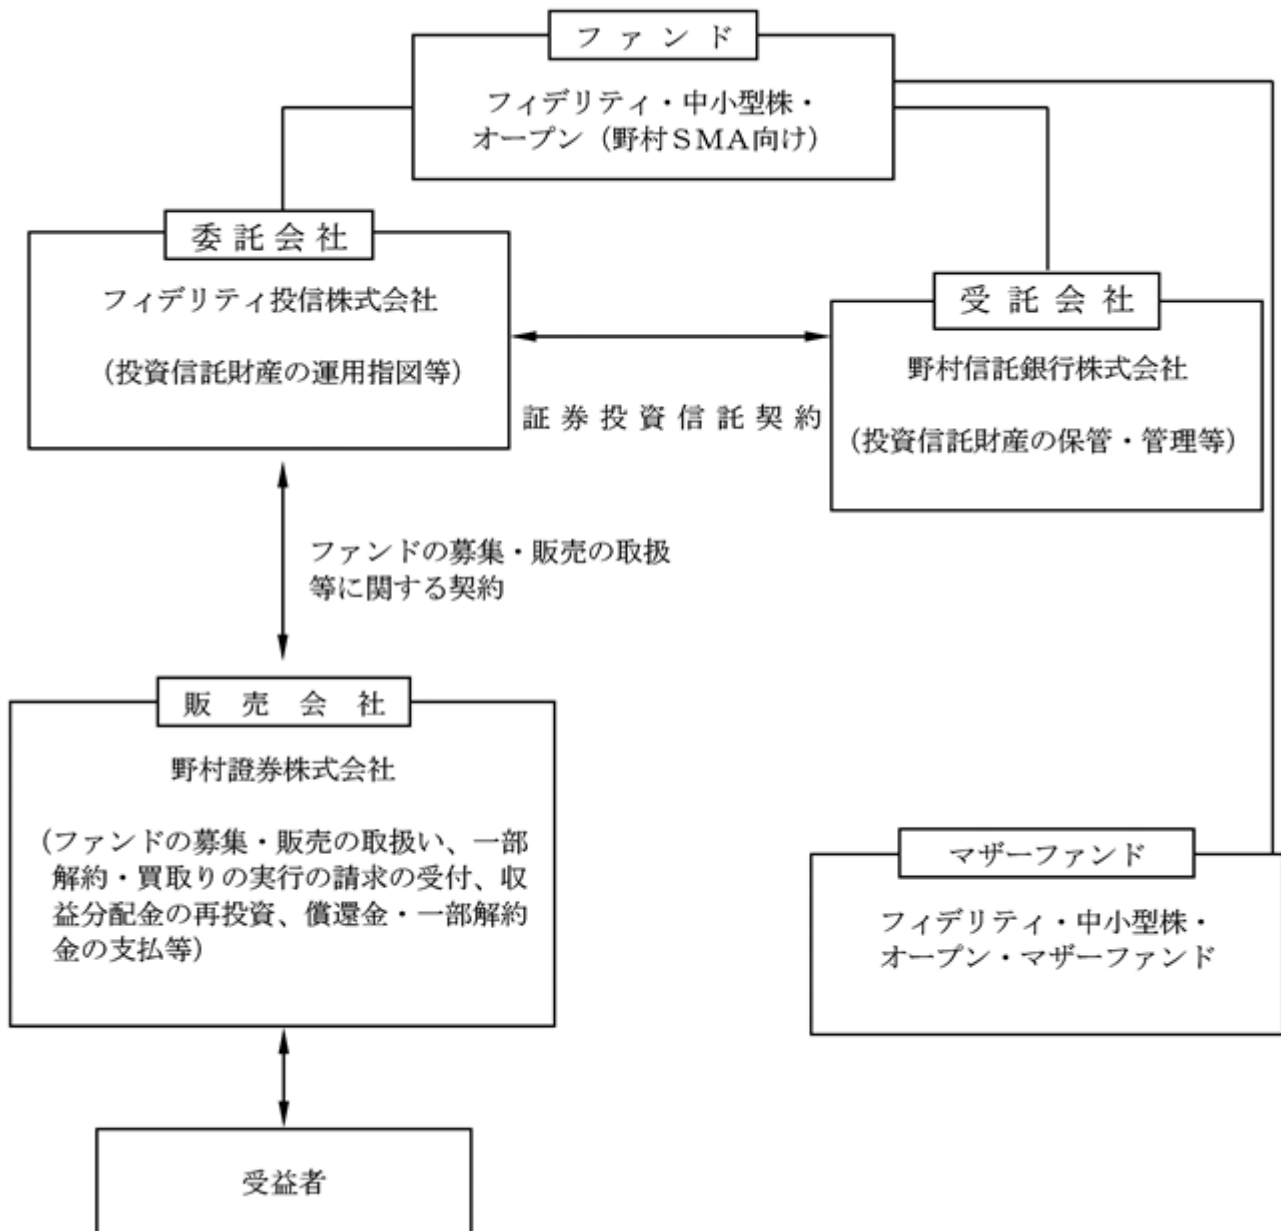 ファンド
フィデリティ・中小型株・
オープン（野村ＳＭＡ向け）
委託会社
フィデリティ投信株式会社
（投資信託財産の運用指図等）
受託会社
野村信託銀行株式会社
（投資信託財産の保管・管理等）
証券投資信託契約
ファンドの募集・販売の取扱
等に関する契約
販売会社
野村證券株式会社
（ファンドの募集・販売の取扱い、一部
解約・買取りの実行の請求の受付、収
益分配金の再投資、償還金・一部解約
金の支払等）
マザーファンド
フィデリティ・中小型株・
オープン・マザーファンド
受益者